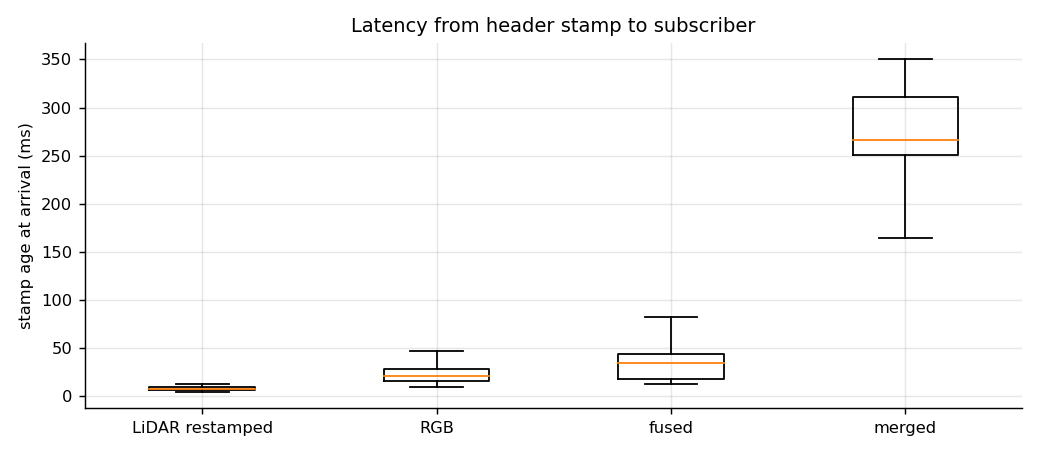 Latency from header stamp to subscriber
stamp age at arrival (ms)
350
300
250
200
150
100
50
0
LiDAR restamped
RGB
fused
merged